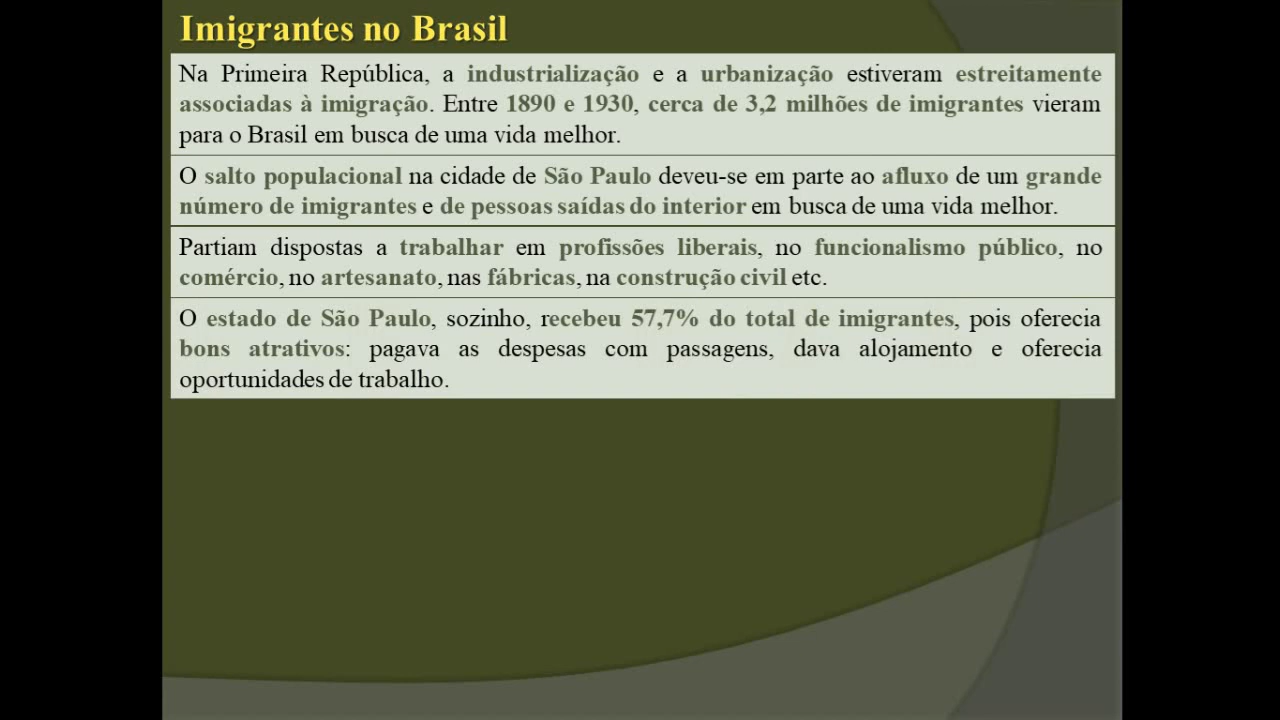 Imigrantes no Brasil
Na Primeira República, a industrialização e a urbanização estiveram estreitamente
associadas à imigração. Entre 1890 e 1930, cerca de 3,2 milhões de imigrantes vieram
para o Brasil em busca de uma vida melhor.
O salto populacional na cidade de São Paulo deveu-se em parte ao afluxo de um grande
número de imigrantes e de pessoas saídas do interior em busca de uma vida melhor.
Partiam dispostas a trabalhar em profissões liberais, no funcionalismo público, no
comércio, no artesanato, nas fábricas, na construção civil etc.
O estado de São Paulo, sozinho, recebeu 57,7% do total de imigrantes, pois oferecia
bons atrativos: pagava as despesas com passagens, dava alojamento e oferecia
oportunidades de trabalho.